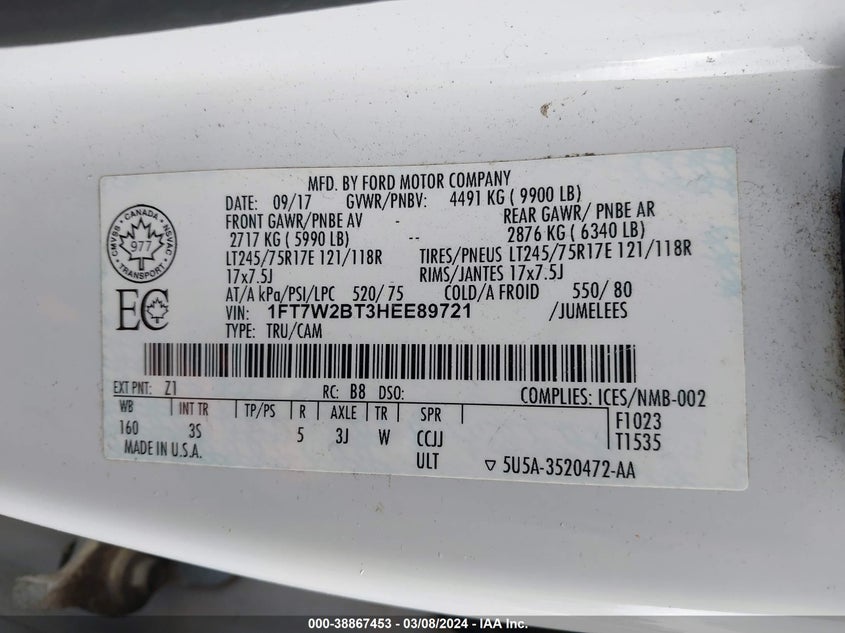 MFD. BY FORD MOTOR COMPANY
DATE: 09/17 GVWR/PNBV: 4491 KG ( 9900 LB)
FRONT GAWR/PNBE AV - REAR GAWR/ PNBE AR
2717 KG ( 5990 LB) -- 2876 KG ( 6340 LB)
LT245/75R17E 121/118R TIRES/PNEUS LT245/75R17E 121/118R
17x7.5J RIMS/JANTES 17x7.5J
AT/A kPa/PSI/LPC 520/ 75 COLD/A FROID 550/ 80
VIN: 1FT7W2BT3HEE89721 /JUMELEES
TYPE: TRU/CAM
CANADA
CMVSS
NSVAC
977
TRANSPORT
EC
EXT PNT: Z1 RC: B8 DSO: COMPLIES: ICES/NMB-002
WB INT TR TP/PS R AXLE TR SPR F1023
160 3S 5 3J W CCJJ T1535
MADE IN U.S.A. ULT ▽ 5U5A-3520472-AA
000-38867453 - 03/08/2024 - IAA Inc.